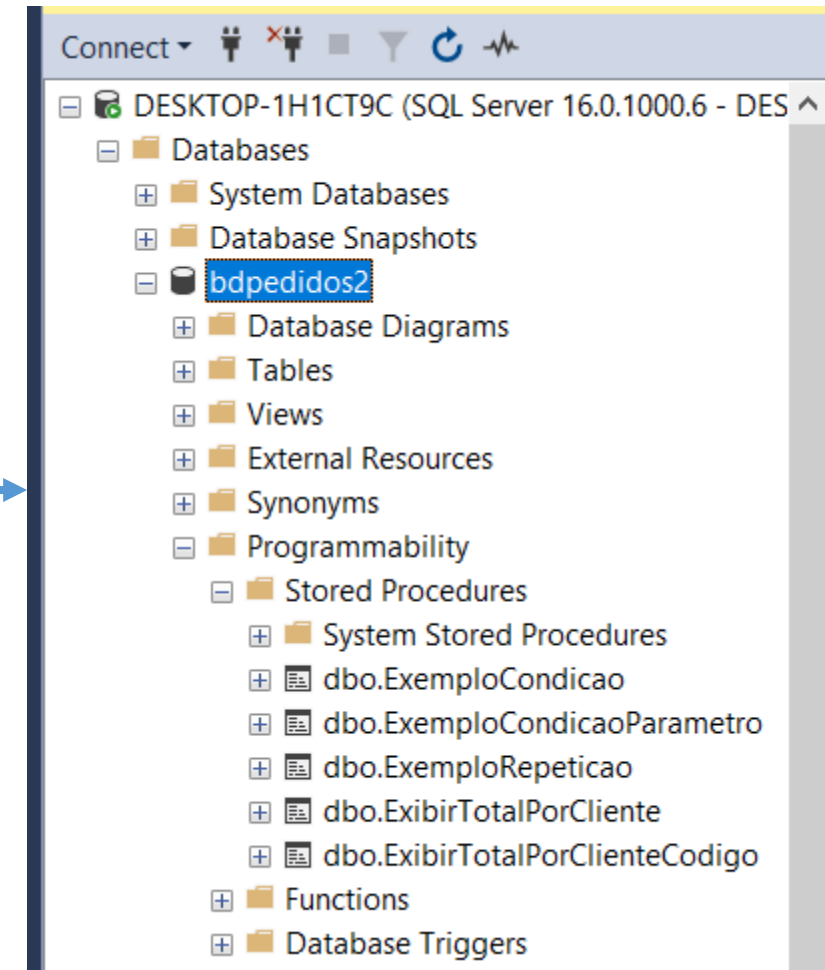 Connect
DESKTOP-1H1CT9C (SQL Server 16.0.1000.6 - DES
Databases
System Databases
Database Snapshots
bdpedidos2
Database Diagrams
Tables
Views
External Resources
Synonyms
Programmability
Stored Procedures
System Stored Procedures
dbo.ExemploCondicao
dbo.ExemploCondicaoParametro
dbo.ExemploRepeticao
dbo.ExibirTotalPorCliente
dbo.ExibirTotalPorClienteCodigo
Functions
Database Triggers